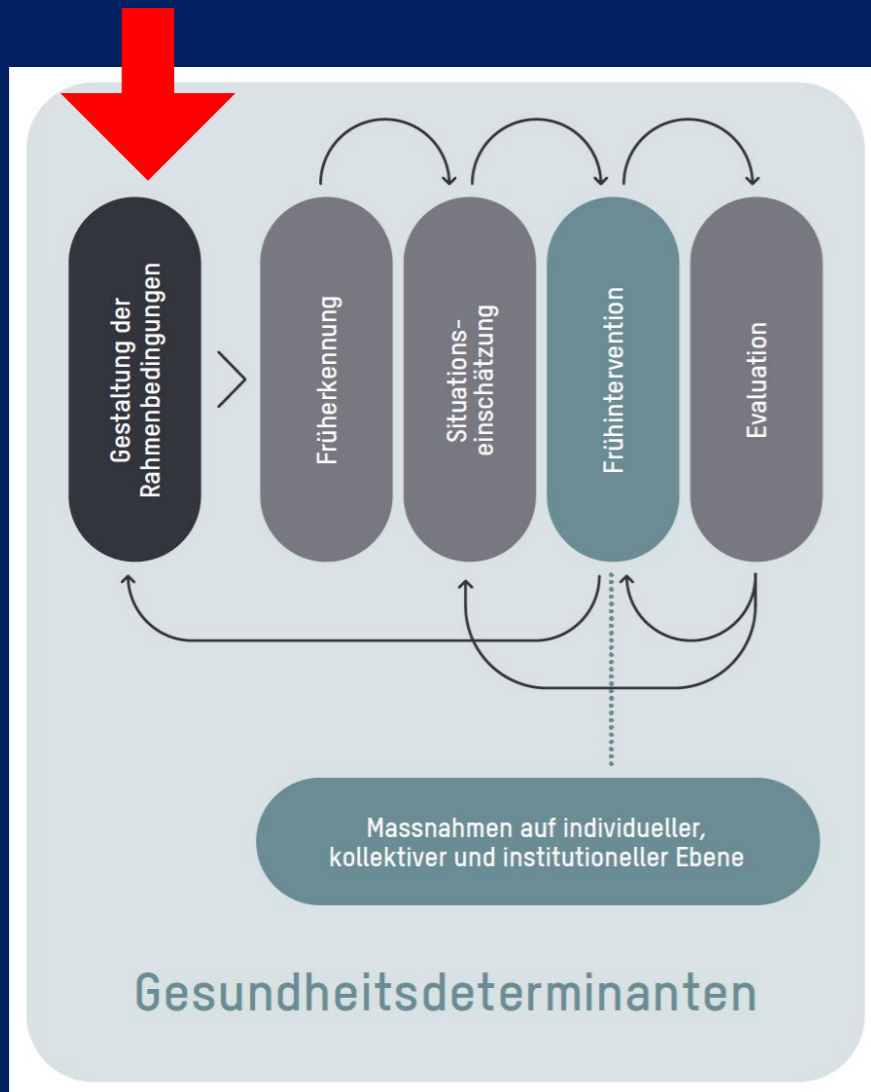 Gestaltung der
Rahmenbedingungen
Früherkennung
Situations-
einschätzung
Frühintervention
Evaluation
Massnahmen auf individueller,
kollektiver und institutioneller Ebene
Gesundheitsdeterminanten